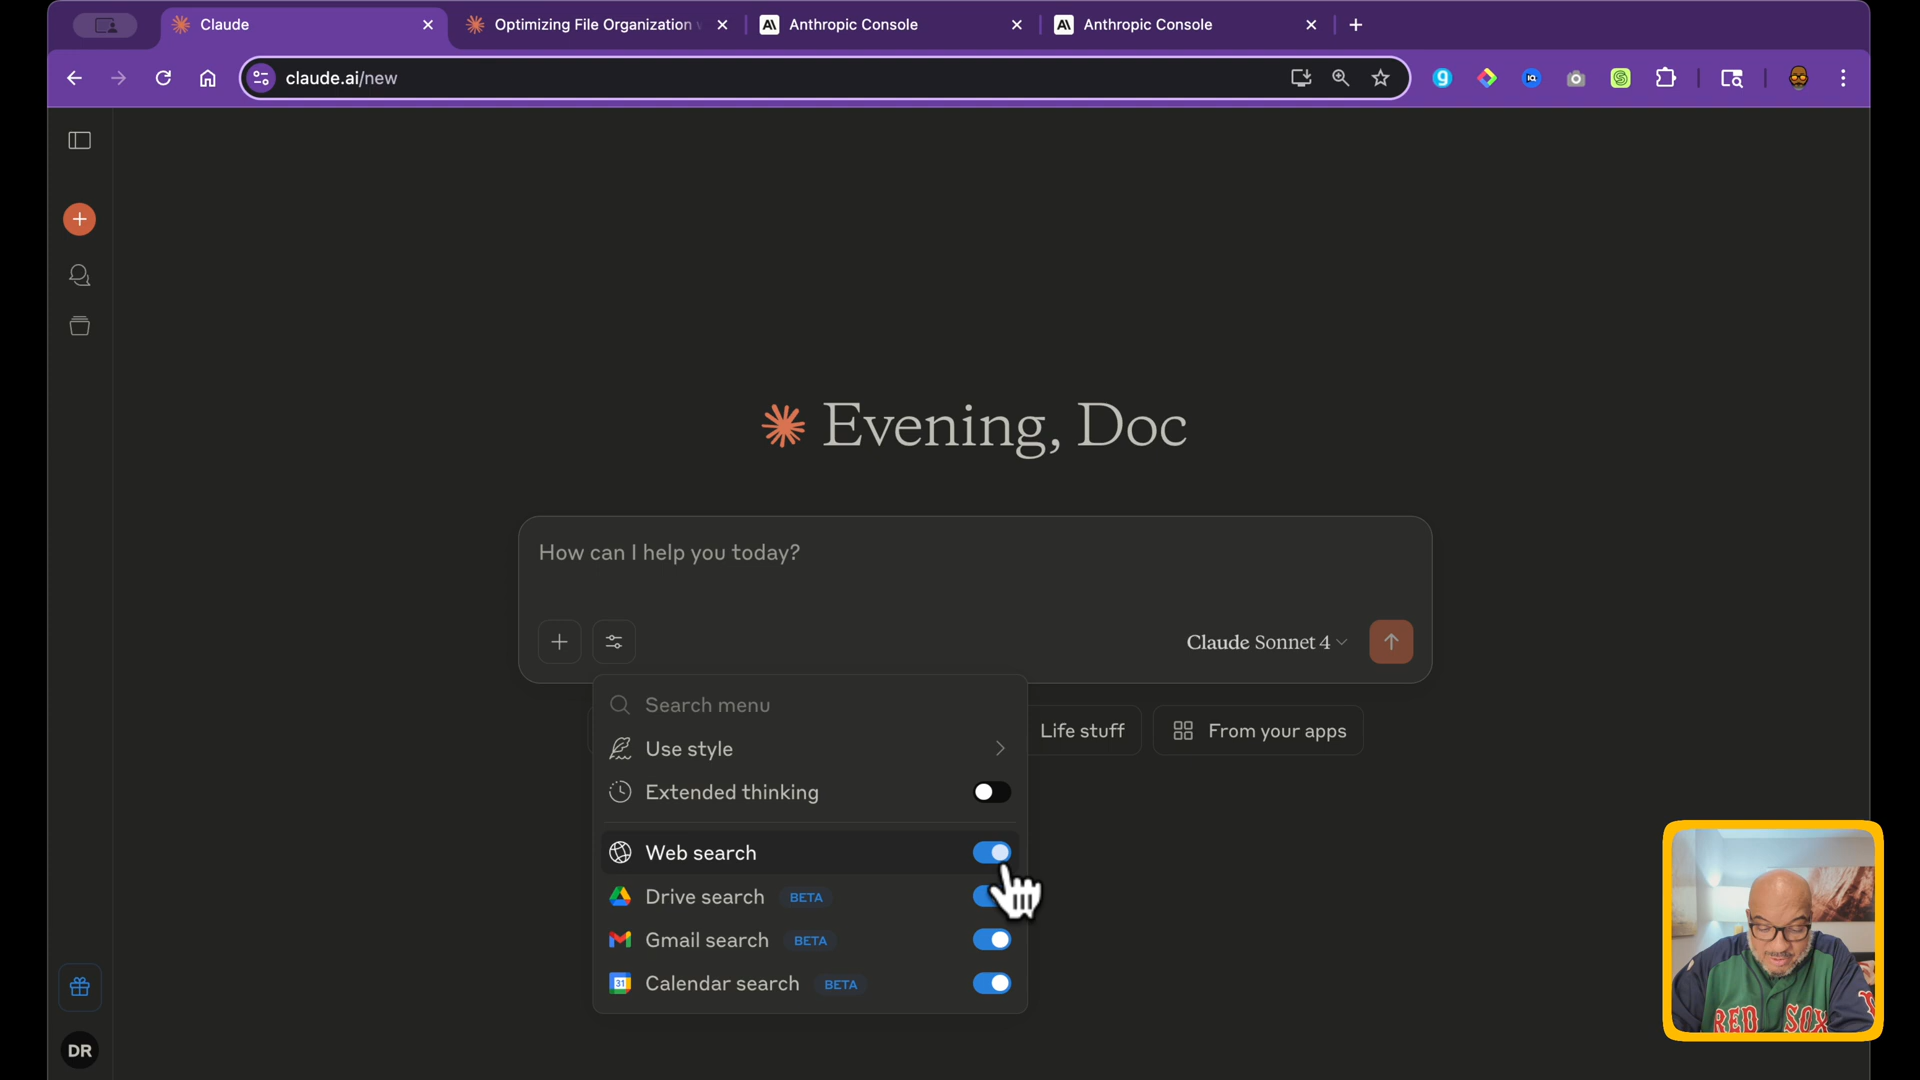 Claude
Optimizing File Organization
Anthropic Console
Anthropic Console
claude.ai/new
Evening, Doc
How can I help you today?
Claude Sonnet 4
Search menu
Use style
Life stuff
From your apps
Extended thinking
Web search
Drive search BETA
Gmail search BETA
31 Calendar search BETA
DR
RED SOX